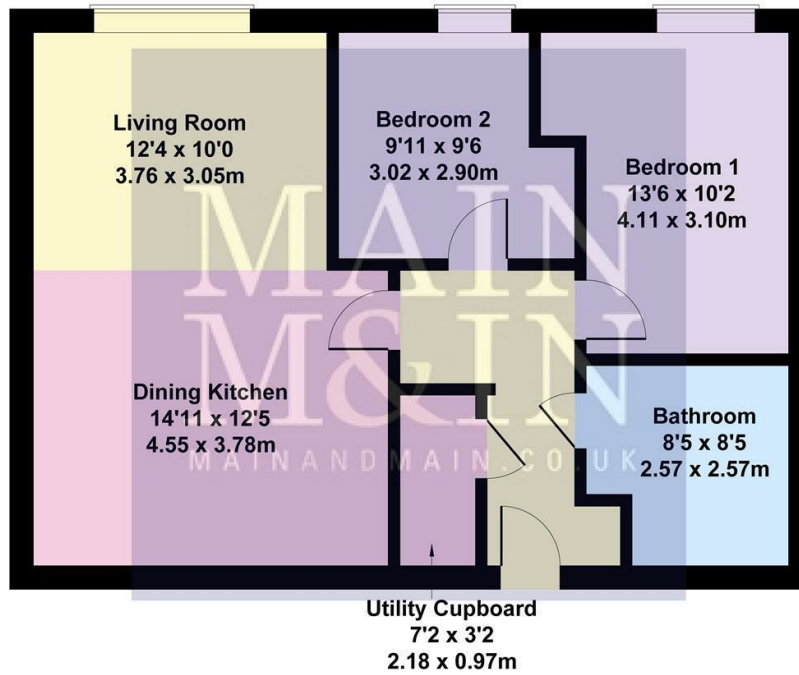 Living Room
12'4 x 10'0
3.76 x 3.05m
Bedroom 2
9'11 x 9'6
3.02 x 2.90m
Bedroom 1
13'6 x 10'2
4.11 x 3.10m
MAIN
M&IN
MAINANDMAIN.CO.UK
Dining Kitchen
14'11 x 12'5
4.55 x 3.78m
Bathroom
8'5 x 8'5
2.57 x 2.57m
Utility Cupboard
7'2 x 3'2
2.18 x 0.97m